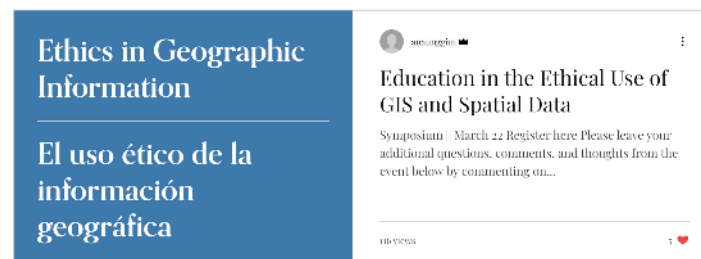 Ethics in Geographic
Information
El uso ético de la
información
geográfica
Education in the Ethical Use of
GIS and Spatial Data
Symposium | March 22 Register here Please leave your
additional questions, comments, and thoughts from the
event below by commenting on...
116 views